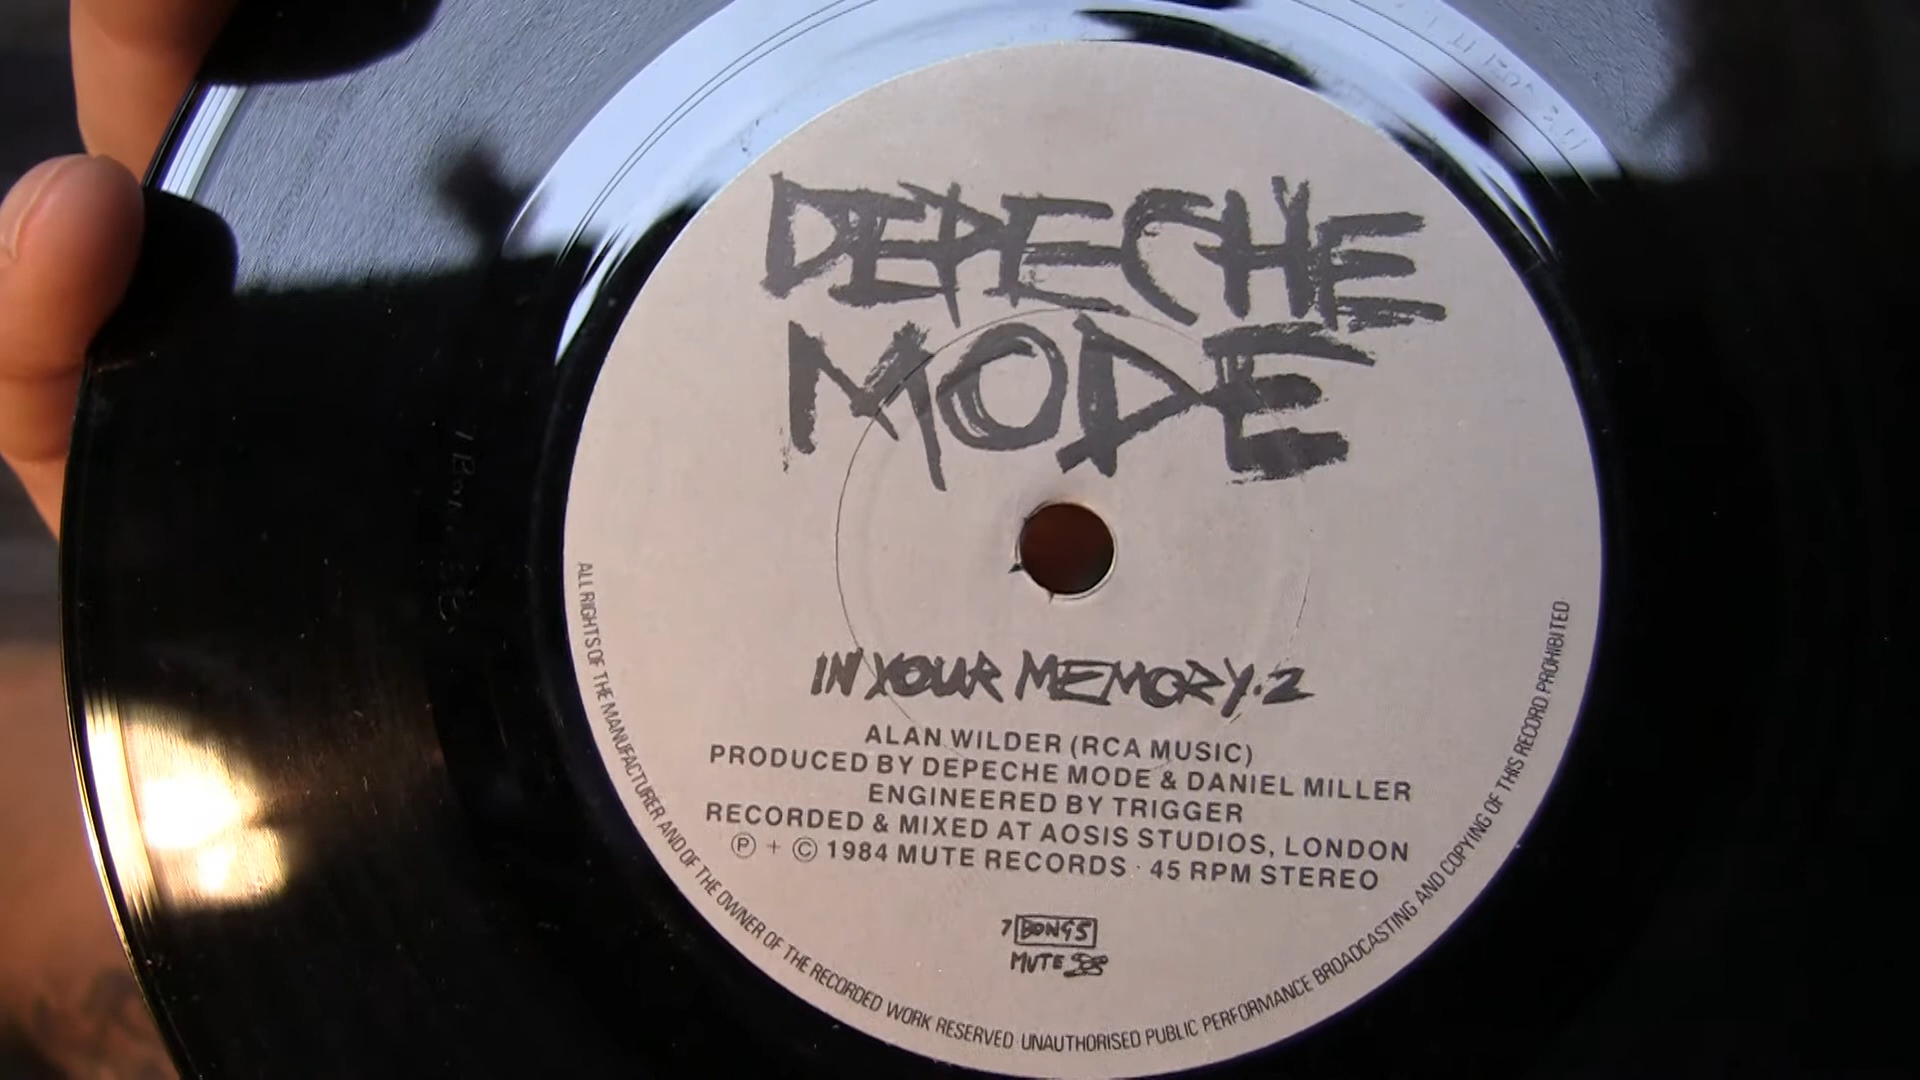 DEPECHE
MODE
IN YOUR MEMORY·2
ALAN WILDER (RCA MUSIC)
PRODUCED BY DEPECHE MODE & DANIEL MILLER
ENGINEERED BY TRIGGER
RECORDED & MIXED AT AOSIS STUDIOS, LONDON
Ⓟ + © 1984 MUTE RECORDS · 45 RPM STEREO
7 BONG5
MUTE
ALL RIGHTS OF THE MANUFACTURER AND OF THE OWNER OF THE RECORDED WORK RESERVED·UNAUTHORISED PUBLIC PERFORMANCE BROADCASTING AND COPYING OF THIS RECORD PROHIBITED·